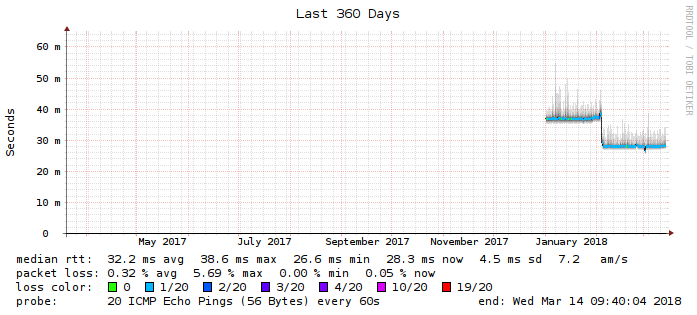 Last 360 Days
RRDTOOL / TOBI OETIKER
Seconds
60 m
50 m
40 m
30 m
20 m
10 m
0
May 2017 July 2017 September 2017 November 2017 January 2018
median rtt: 32.2 ms avg 38.6 ms max 26.6 ms min 28.3 ms now 4.5 ms sd 7.2 am/s
packet loss: 0.32 % avg 5.69 % max 0.00 % min 0.05 % now
loss color: 0 1/20 2/20 3/20 4/20 10/20 19/20
probe: 20 ICMP Echo Pings (56 Bytes) every 60s end: Wed Mar 14 09:40:04 2018